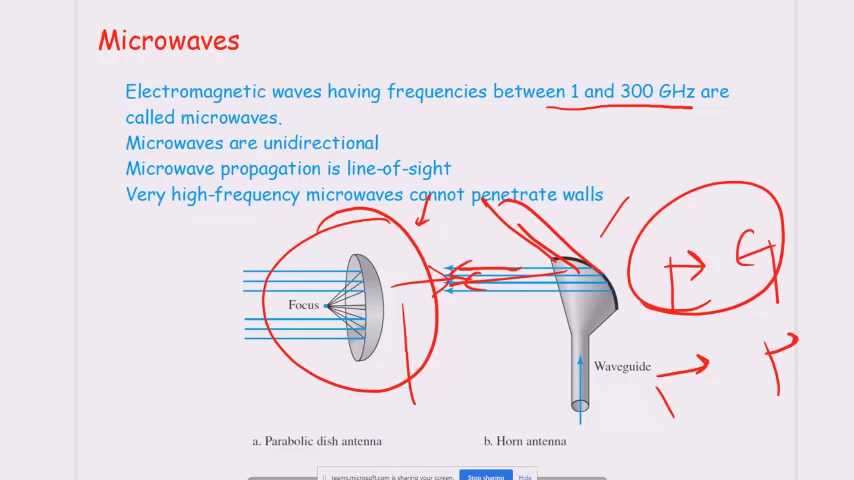 Microwaves
Electromagnetic waves having frequencies between 1 and 300 GHz are
called microwaves.
Microwaves are unidirectional
Microwave propagation is line-of-sight
Very high-frequency microwaves cannot penetrate walls
Focus
Waveguide
a. Parabolic dish antenna
b. Horn antenna
teams.microsoft.com is sharing your screen.
Stop sharing
Hide